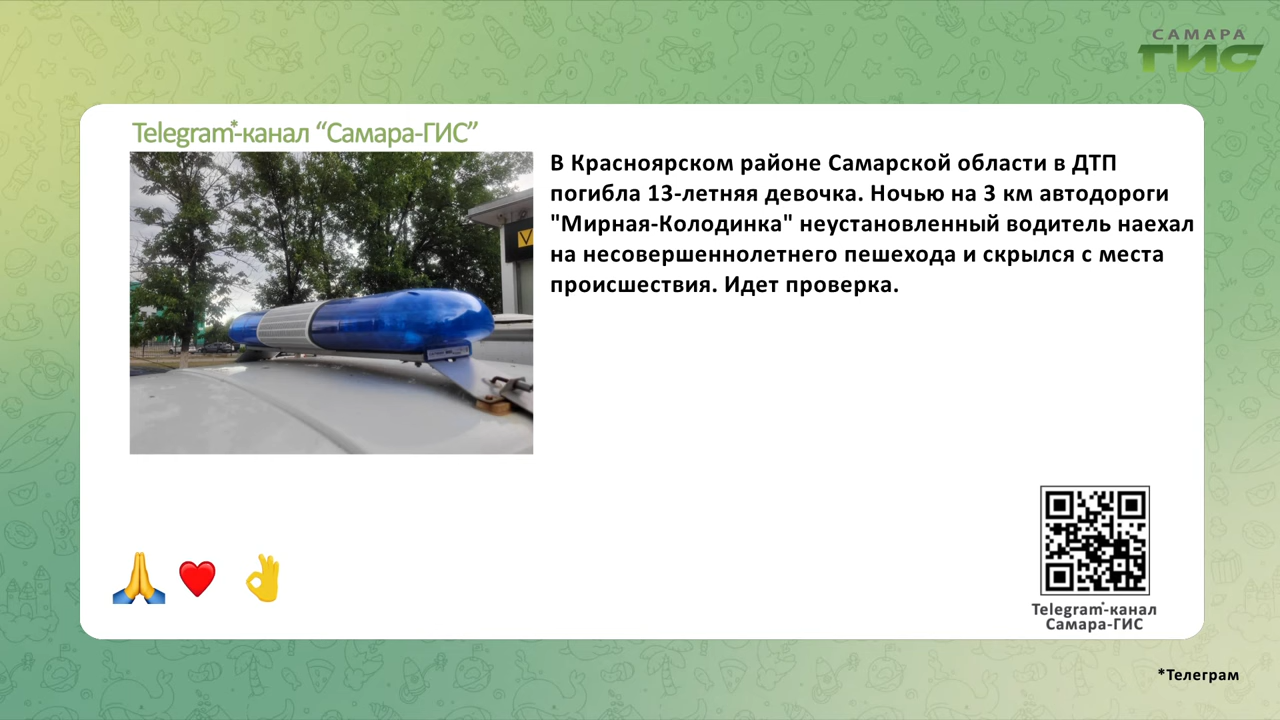 САМАРА
ГИС
Telegram*-канал “Самара-ГИС”
В Красноярском районе Самарской области в ДТП
погибла 13-летняя девочка. Ночью на 3 км автодороги
"Мирная-Колодинка" неустановленный водитель наехал
на несовершеннолетнего пешехода и скрылся с места
происшествия. Идет проверка.
Telegram*-канал
Самара-ГИС
*Телеграм